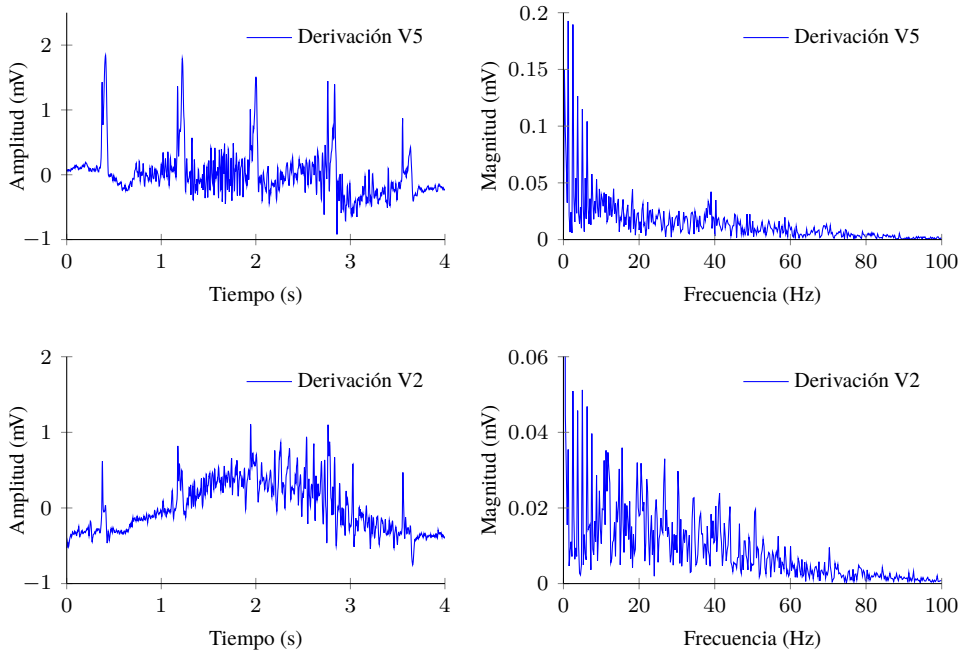 Derivación V5
Amplitud (mV)
2
1
0
−1
0 1 2 3 4
Tiempo (s)
Derivación V5
Magnitud (mV)
0.2
0.15
0.1
0.05
0
0 20 40 60 80 100
Frecuencia (Hz)
Derivación V2
Amplitud (mV)
2
1
0
−1
0 1 2 3 4
Tiempo (s)
Derivación V2
Magnitud (mV)
0.06
0.04
0.02
0
0 20 40 60 80 100
Frecuencia (Hz)